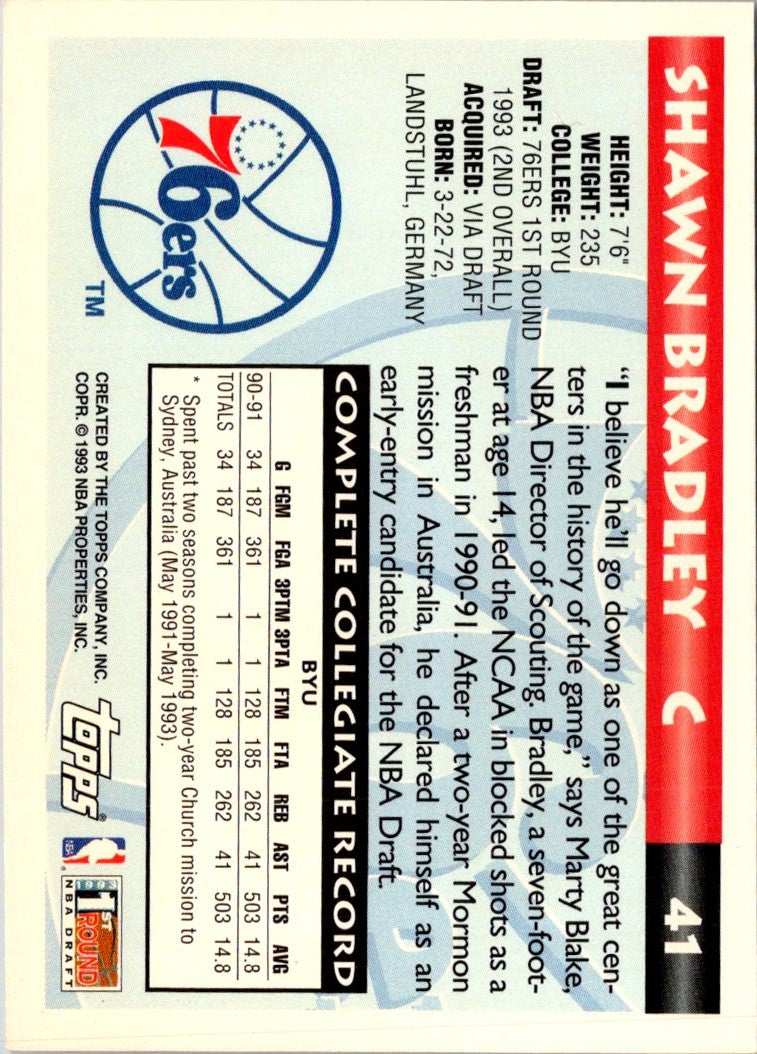 SHAWN BRADLEY C 41
HEIGHT: 7'6"
WEIGHT: 235
COLLEGE: BYU
DRAFT: 76ERS 1ST ROUND
1993 (2ND OVERALL)
ACQUIRED: VIA DRAFT
BORN: 3-22-72,
LANDSTUHL, GERMANY
76ers
TM
"I believe he'll go down as one of the great cen-
ters in the history of the game," says Marty Blake,
NBA Director of Scouting. Bradley, a seven-foot-
er at age 14, led the NCAA in blocked shots as a
freshman in 1990-91. After a two-year Mormon
mission in Australia, he declared himself as an
early-entry candidate for the NBA Draft.
COMPLETE COLLEGIATE RECORD
BYU
G FGM FGA 3PTM 3PTA FTM FTA REB AST PTS AVG
90-91 34 187 361 1 1 128 185 262 41 503 14.8
TOTALS 34 187 361 1 1 128 185 262 41 503 14.8
* Spent past two seasons completing two-year Church mission to
Sydney, Australia (May 1991-May 1993).
CREATED BY THE TOPPS COMPANY, INC.
COPR. © 1993 NBA PROPERTIES, INC.
TOPPS®
NBA ®
1ST
ROUND
NBA DRAFT